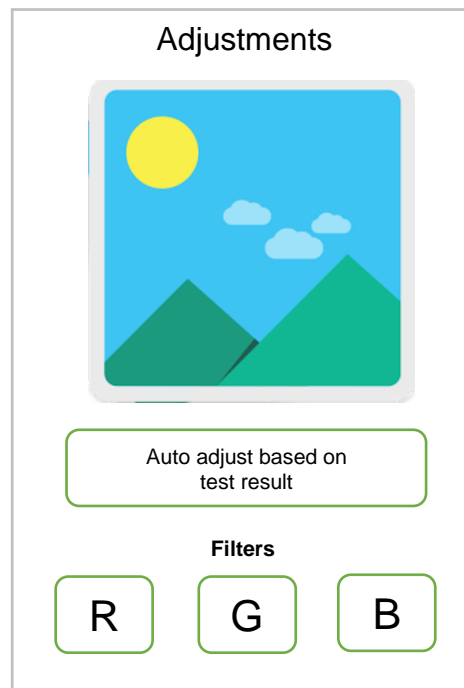 Adjustments
Auto adjust based on
test result
Filters
R G B